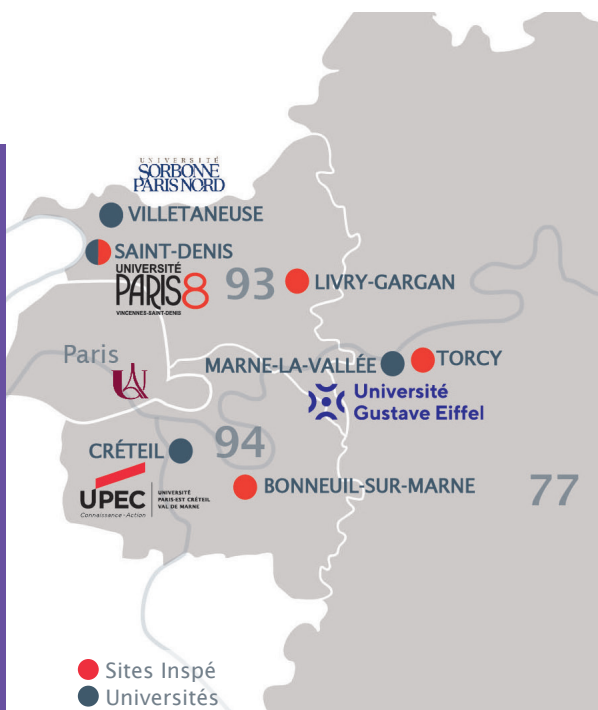 UNIVERSITÉ
SORBONNE
PARIS NORD
VILLETANEUSE
SAINT-DENIS
UNIVERSITÉ
PARIS8
VINCENNES-SAINT-DENIS
93
LIVRY-GARGAN
Paris
MARNE-LA-VALLÉE
TORCY
Université
Gustave Eiffel
CRÉTEIL
94
UPEC
Connaissance - Action
UNIVERSITÉ
PARIS-EST CRÉTEIL
VAL DE MARNE
BONNEUIL-SUR-MARNE
77
Sites Inspé
Universités